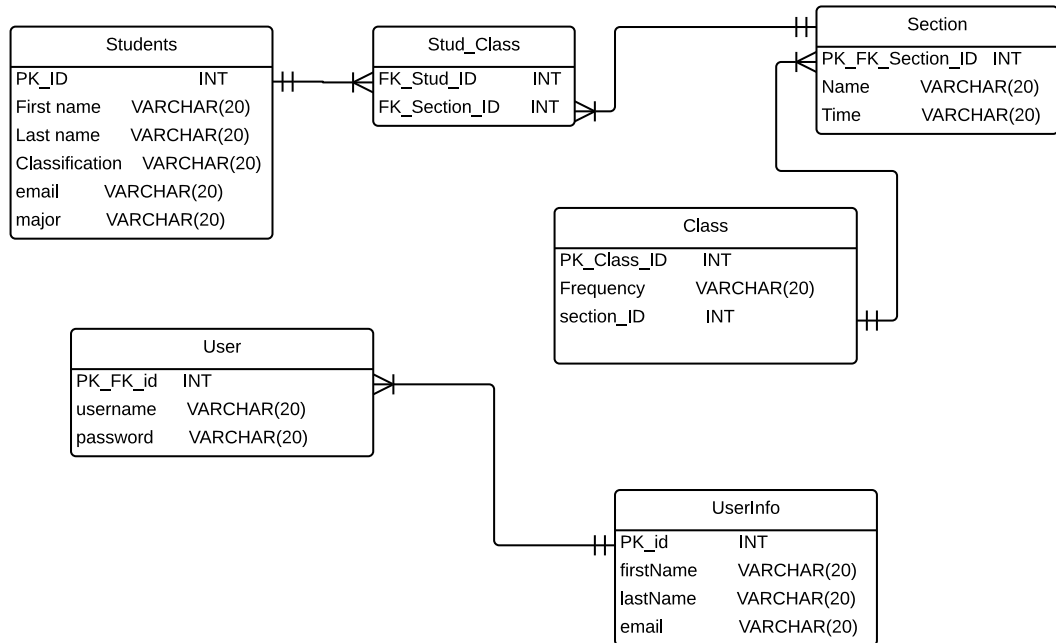 Students
PK_ID INT
First name VARCHAR(20)
Last name VARCHAR(20)
Classification VARCHAR(20)
email VARCHAR(20)
major VARCHAR(20)
Stud_Class
FK_Stud_ID INT
FK_Section_ID INT
Section
PK_FK_Section_ID INT
Name VARCHAR(20)
Time VARCHAR(20)
Class
PK_Class_ID INT
Frequency VARCHAR(20)
section_ID INT
User
PK_FK_id INT
username VARCHAR(20)
password VARCHAR(20)
UserInfo
PK_id INT
firstName VARCHAR(20)
lastName VARCHAR(20)
email VARCHAR(20)